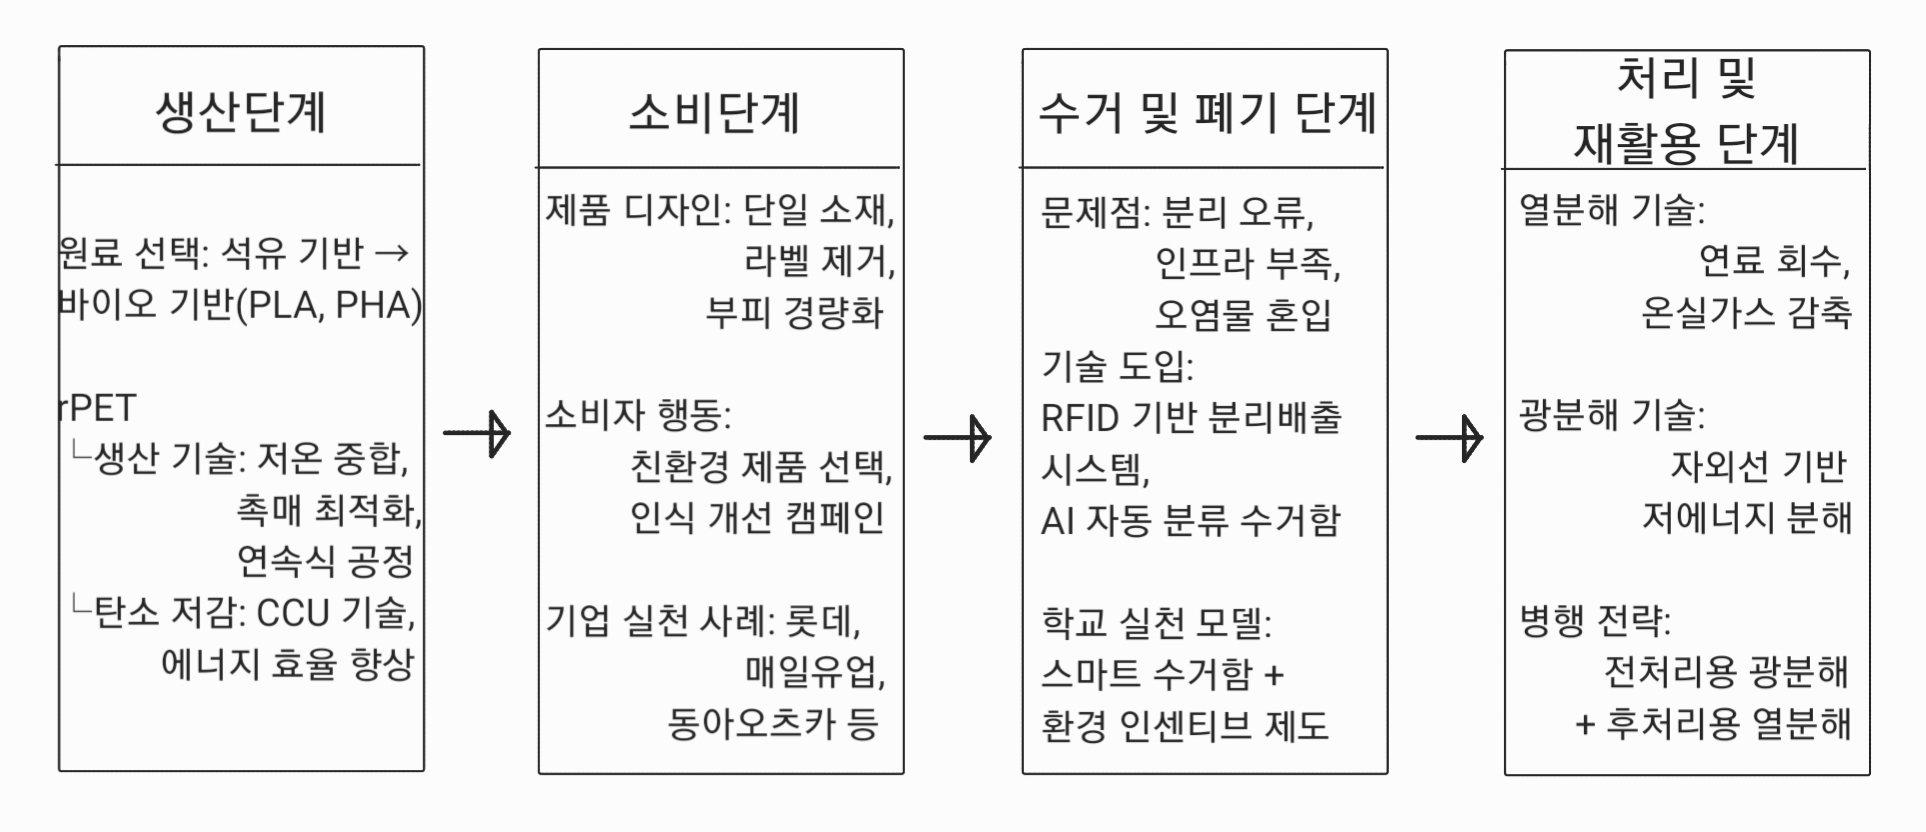 생산단계
원료 선택: 석유 기반 →
바이오 기반(PLA, PHA)
rPET
└생산 기술: 저온 중합,
촉매 최적화,
연속식 공정
└탄소 저감: CCU 기술,
에너지 효율 향상
소비단계
제품 디자인: 단일 소재,
라벨 제거,
부피 경량화
소비자 행동:
친환경 제품 선택,
인식 개선 캠페인
기업 실천 사례: 롯데,
매일유업,
동아오츠카 등
수거 및 폐기 단계
문제점: 분리 오류,
인프라 부족,
오염물 혼입
기술 도입:
RFID 기반 분리배출
시스템,
AI 자동 분류 수거함
학교 실천 모델:
스마트 수거함 +
환경 인센티브 제도
처리 및
재활용 단계
열분해 기술:
연료 회수,
온실가스 감축
광분해 기술:
자외선 기반
저에너지 분해
병행 전략:
전처리용 광분해
+ 후처리용 열분해